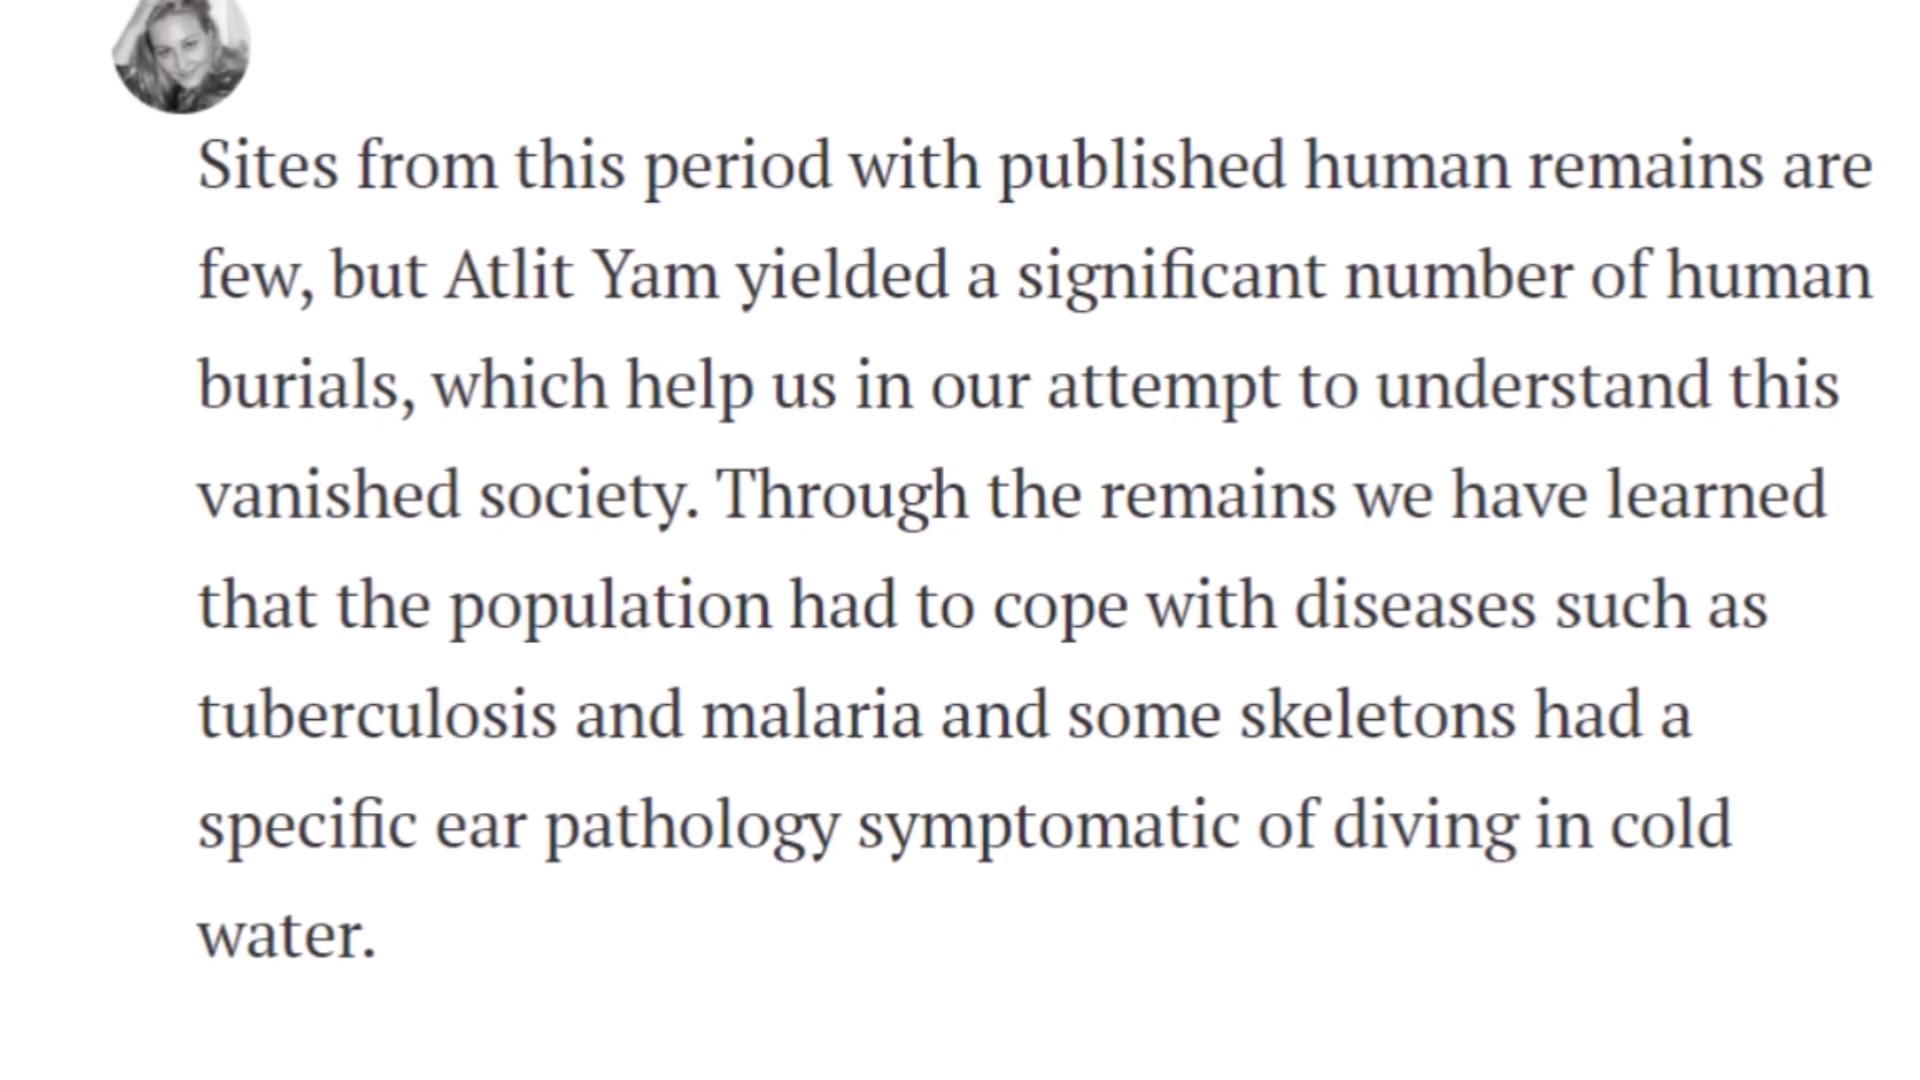 Sites from this period with published human remains are
few, but Atlit Yam yielded a significant number of human
burials, which help us in our attempt to understand this
vanished society. Through the remains we have learned
that the population had to cope with diseases such as
tuberculosis and malaria and some skeletons had a
specific ear pathology symptomatic of diving in cold
water.